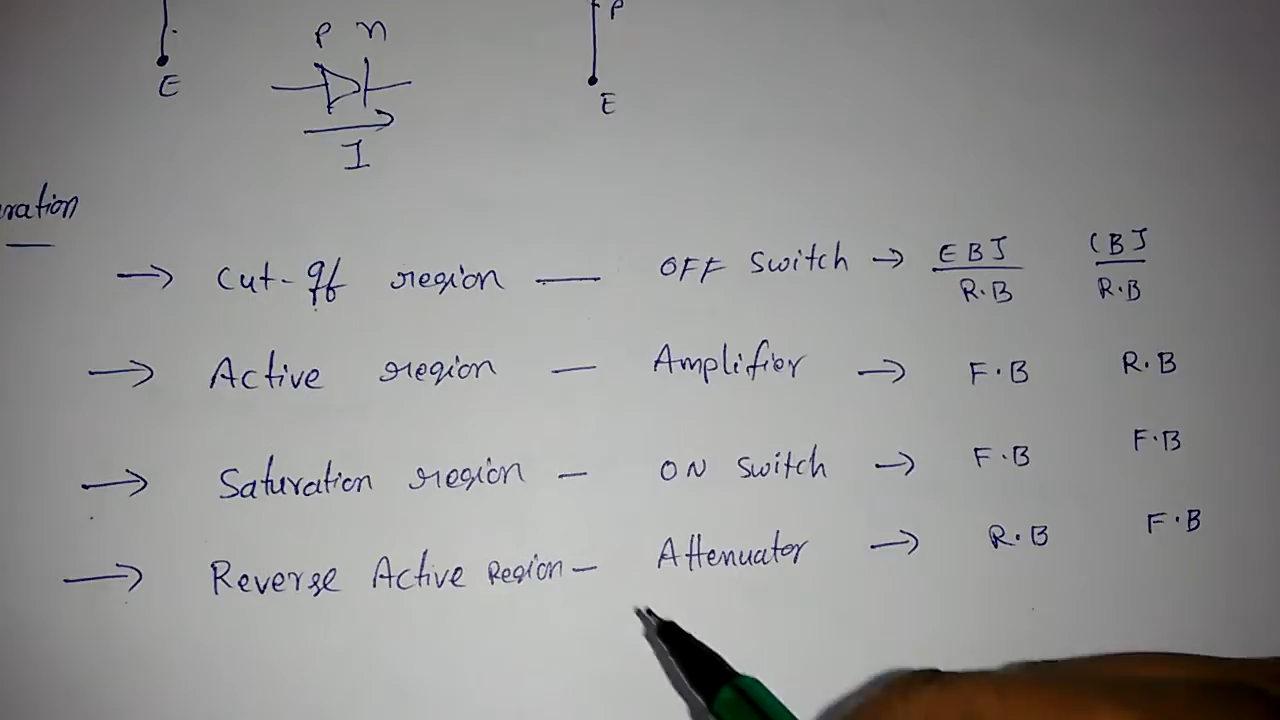 P n
P
E
E
I
ration
→ Cut-off region — OFF Switch → EBJ CBJ
R.B R.B
→ Active region — Amplifier → F.B R.B
→ Saturation region — ON Switch → F.B F.B
→ Reverse Active Region — Attenuator → R.B F.B